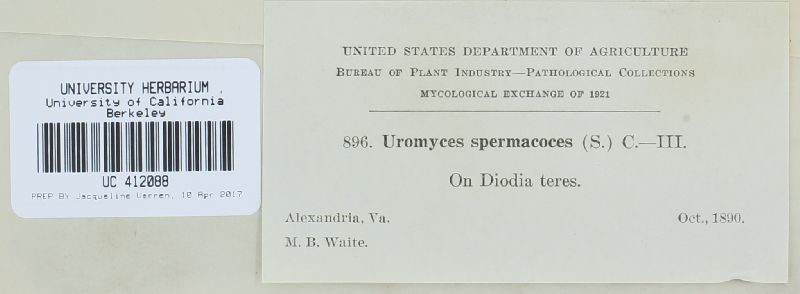 UNIVERSITY HERBARIUM
University of California
Berkeley
UC 412088
PREP BY Jacqueline Warren, 10 Apr 2017
UNITED STATES DEPARTMENT OF AGRICULTURE
BUREAU OF PLANT INDUSTRY—PATHOLOGICAL COLLECTIONS
MYCOLOGICAL EXCHANGE OF 1921
896. Uromyces spermacoces (S.) C.—III.
On Diodia teres.
Alexandria, Va. Oct., 1890.
M. B. Waite.